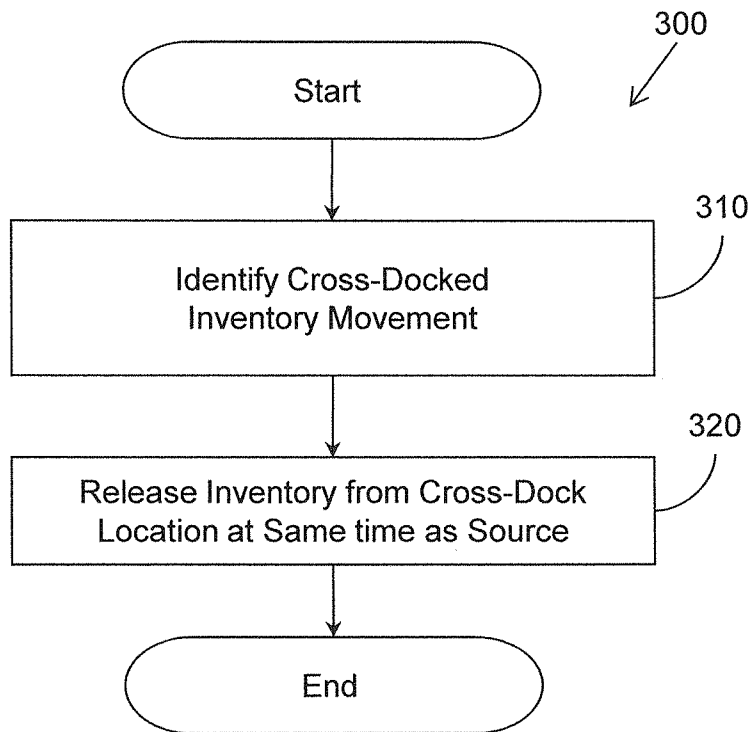 300
Start
310
Identify Cross-Docked
Inventory Movement
320
Release Inventory from Cross-Dock
Location at Same time as Source
End